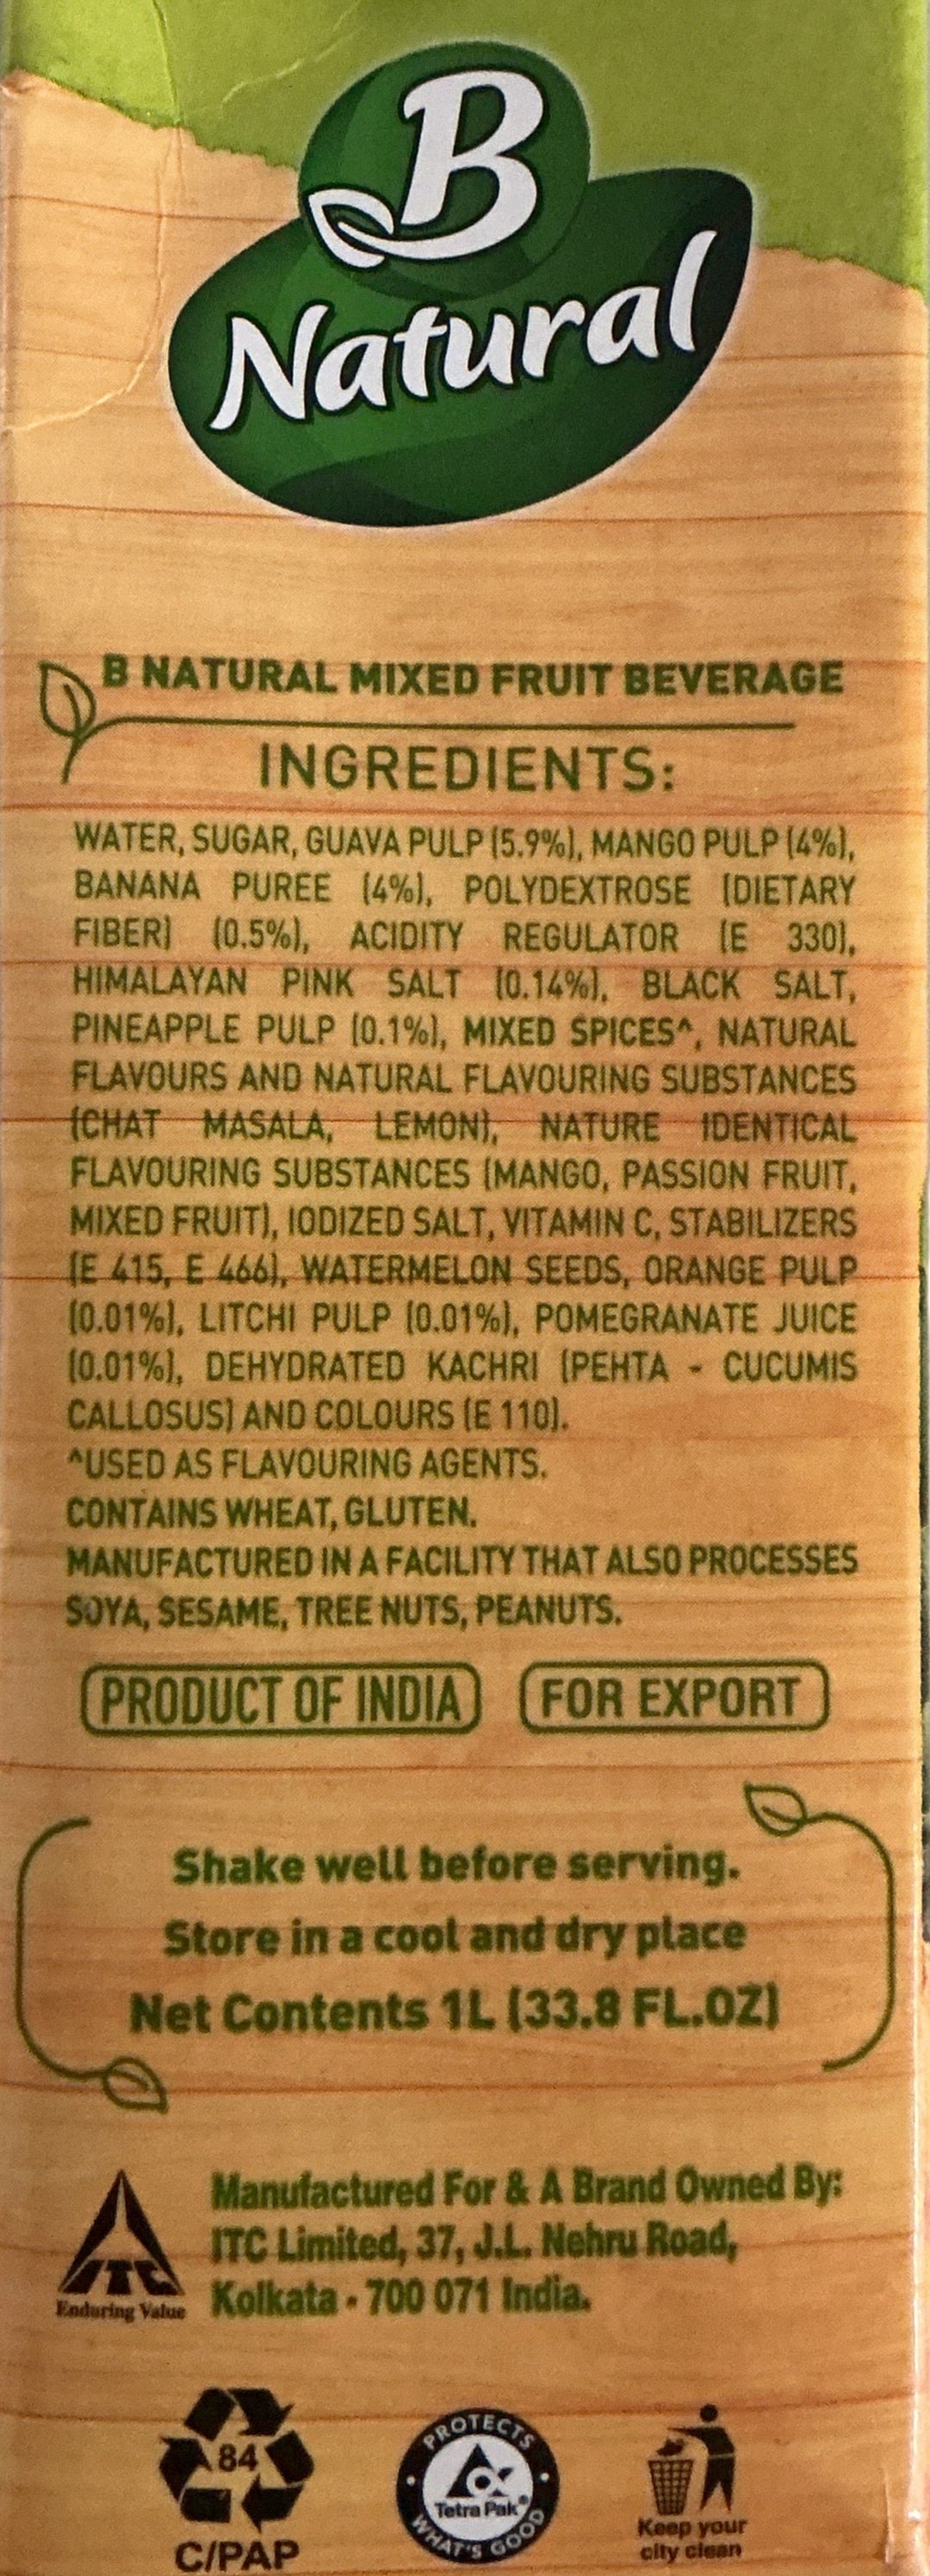 B
Natural
B NATURAL MIXED FRUIT BEVERAGE
INGREDIENTS:
WATER, SUGAR, GUAVA PULP (5.9%), MANGO PULP (4%),
BANANA PUREE (4%), POLYDEXTROSE (DIETARY
FIBER) (0.5%), ACIDITY REGULATOR (E 330),
HIMALAYAN PINK SALT (0.14%), BLACK SALT,
PINEAPPLE PULP (0.1%), MIXED SPICES^, NATURAL
FLAVOURS AND NATURAL FLAVOURING SUBSTANCES
(CHAT MASALA, LEMON), NATURE IDENTICAL
FLAVOURING SUBSTANCES (MANGO, PASSION FRUIT,
MIXED FRUIT), IODIZED SALT, VITAMIN C, STABILIZERS
(E 415, E 466), WATERMELON SEEDS, ORANGE PULP
(0.01%), LITCHI PULP (0.01%), POMEGRANATE JUICE
(0.01%), DEHYDRATED KACHRI (PEHTA - CUCUMIS
CALLOSUS) AND COLOURS (E 110).
^USED AS FLAVOURING AGENTS.
CONTAINS WHEAT, GLUTEN.
MANUFACTURED IN A FACILITY THAT ALSO PROCESSES
SOYA, SESAME, TREE NUTS, PEANUTS.
PRODUCT OF INDIA FOR EXPORT
Shake well before serving.
Store in a cool and dry place
Net Contents 1L (33.8 FL.OZ)
Manufactured For & A Brand Owned By:
ITC Limited, 37, J.L. Nehru Road,
Kolkata - 700 071 India.
ITC
Enduring Value
84
C/PAP
PROTECTS
Tetra Pak®
WHAT'S GOOD
Keep your
city clean